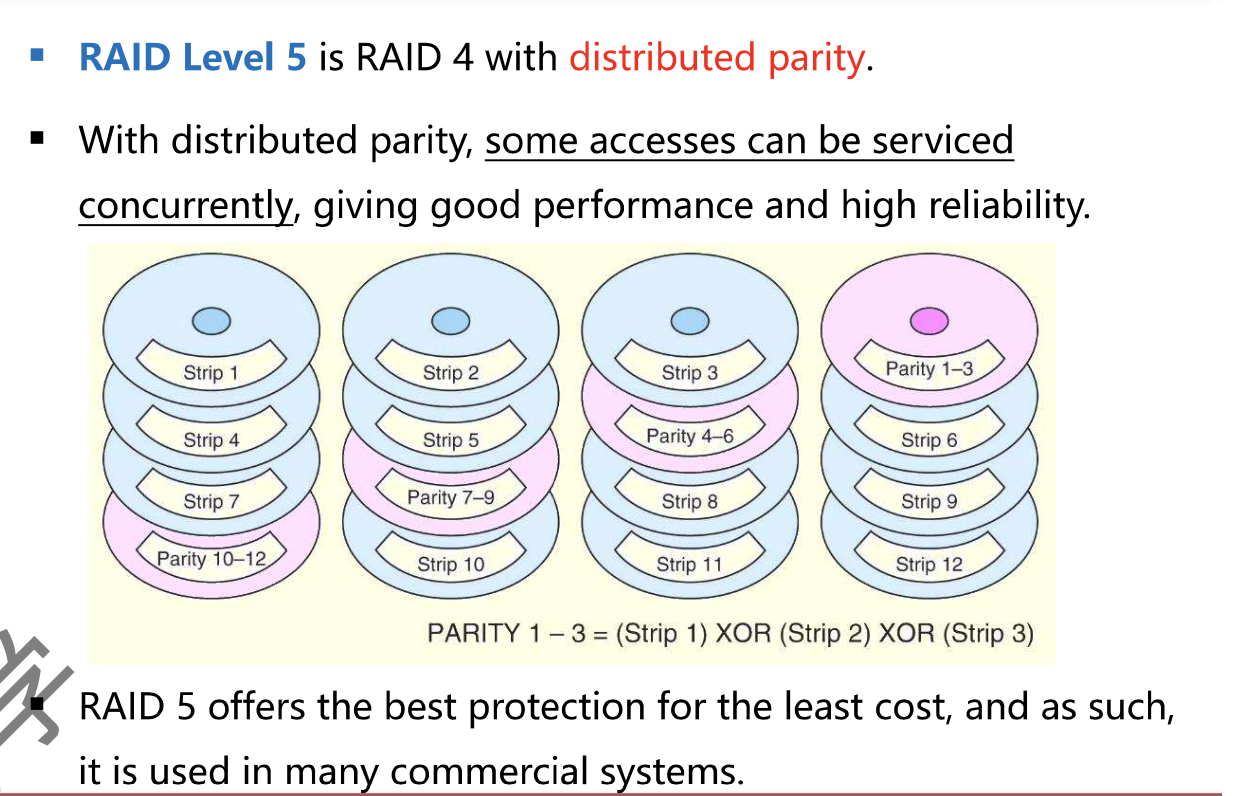 RAID Level 5 is RAID 4 with distributed parity.
With distributed parity, some accesses can be serviced
concurrently, giving good performance and high reliability.
Strip 1 Strip 2 Strip 3 Parity 1–3
Strip 4 Strip 5 Parity 4–6 Strip 6
Strip 7 Parity 7–9 Strip 8 Strip 9
Parity 10–12 Strip 10 Strip 11 Strip 12
PARITY 1 – 3 = (Strip 1) XOR (Strip 2) XOR (Strip 3)
RAID 5 offers the best protection for the least cost, and as such,
it is used in many commercial systems.